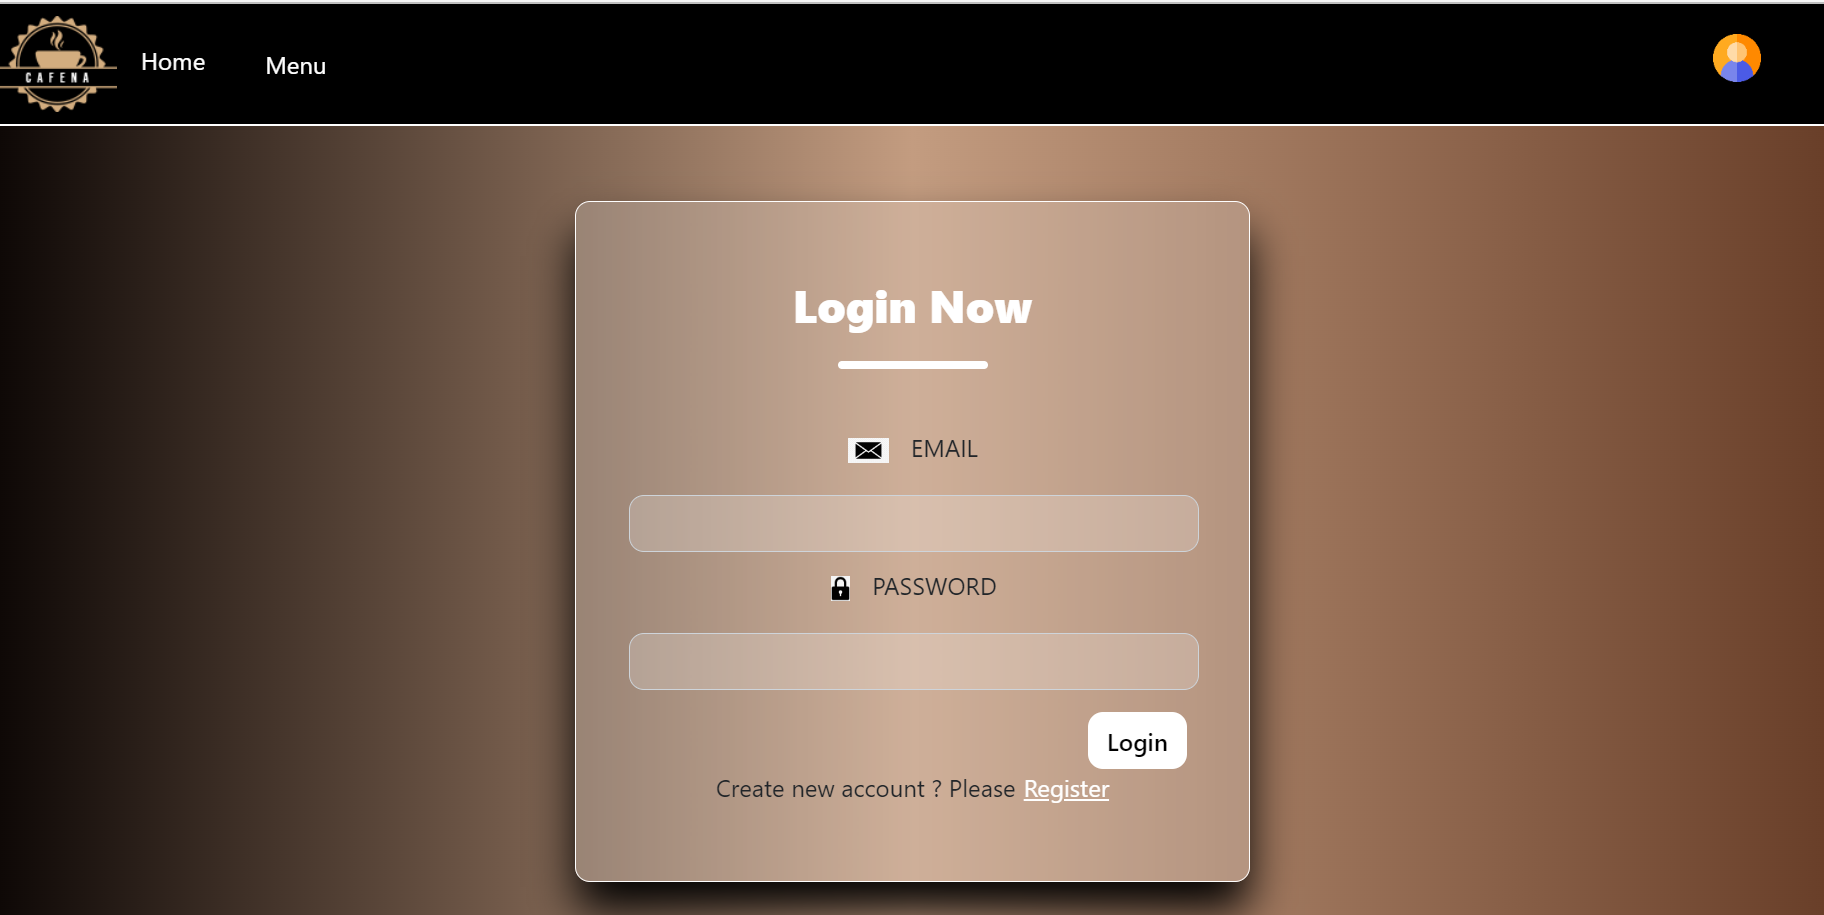 CAFENA
Home
Menu
Login Now
EMAIL
PASSWORD
Login
Create new account ? Please Register